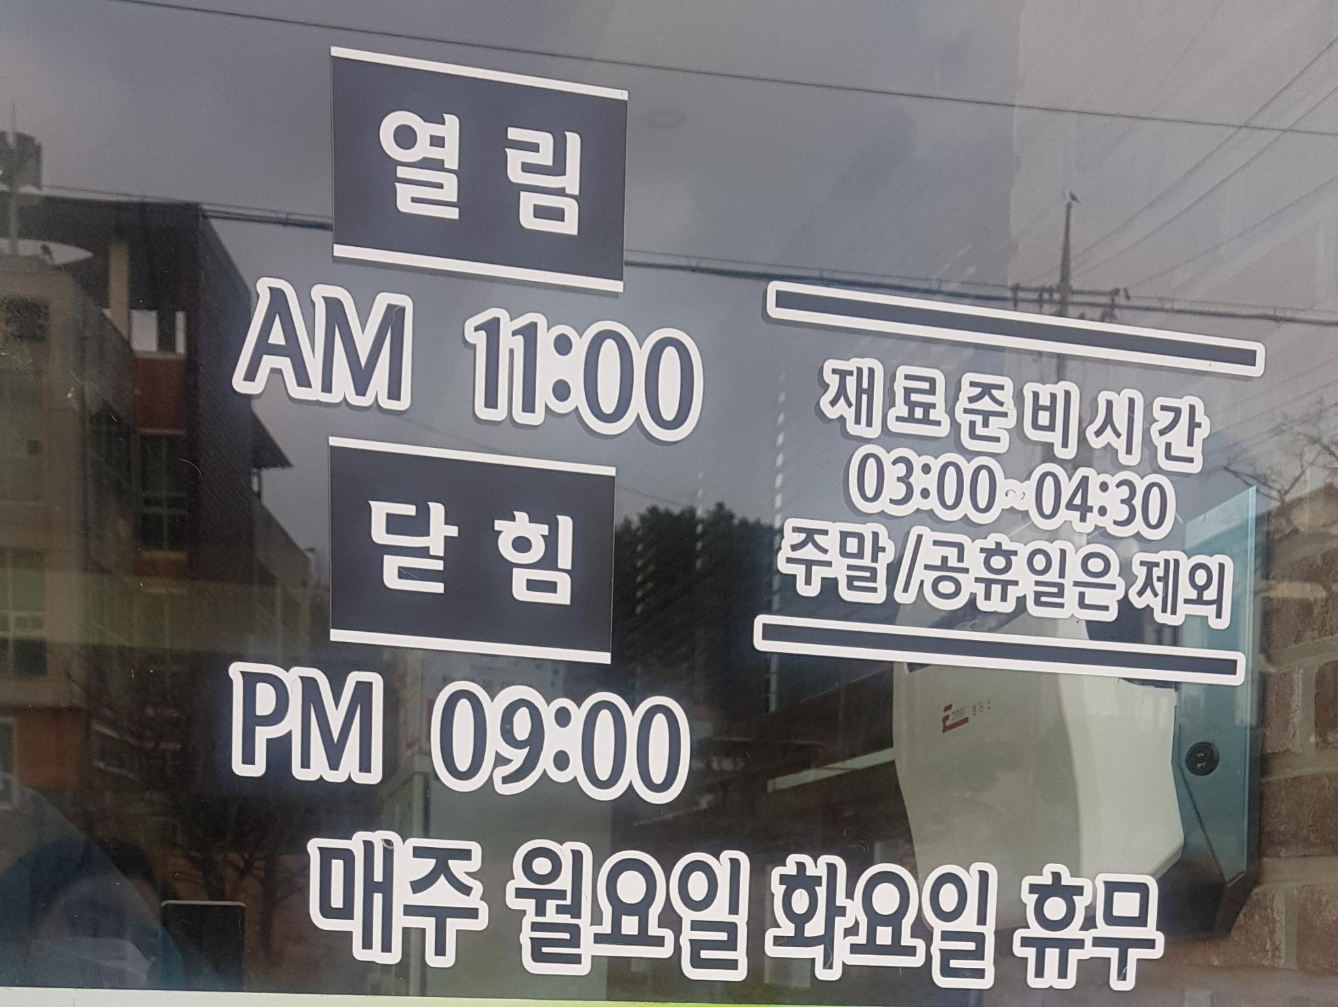 열림
AM 11:00
닫힘
PM 09:00
재료준비시간
03:00~04:30
주말/공휴일은 제외
매주 월요일 화요일 휴무